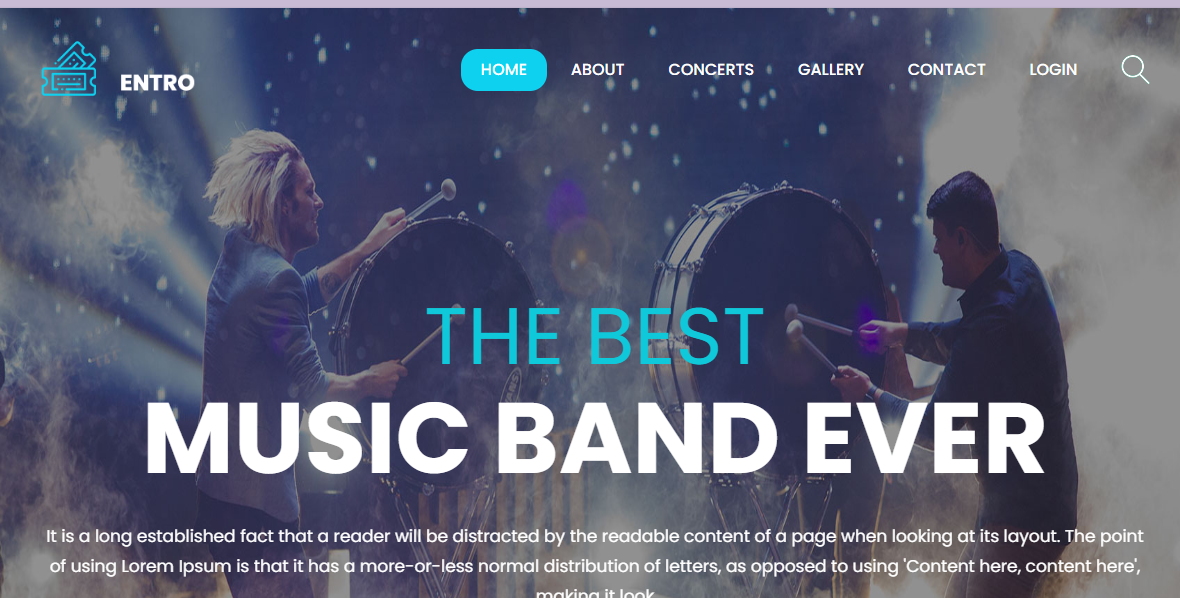 ENTRO
HOME
ABOUT
CONCERTS
GALLERY
CONTACT
LOGIN
THE BEST
MUSIC BAND EVER
It is a long established fact that a reader will be distracted by the readable content of a page when looking at its layout. The point
of using Lorem Ipsum is that it has a more-or-less normal distribution of letters, as opposed to using 'Content here, content here',
making it look